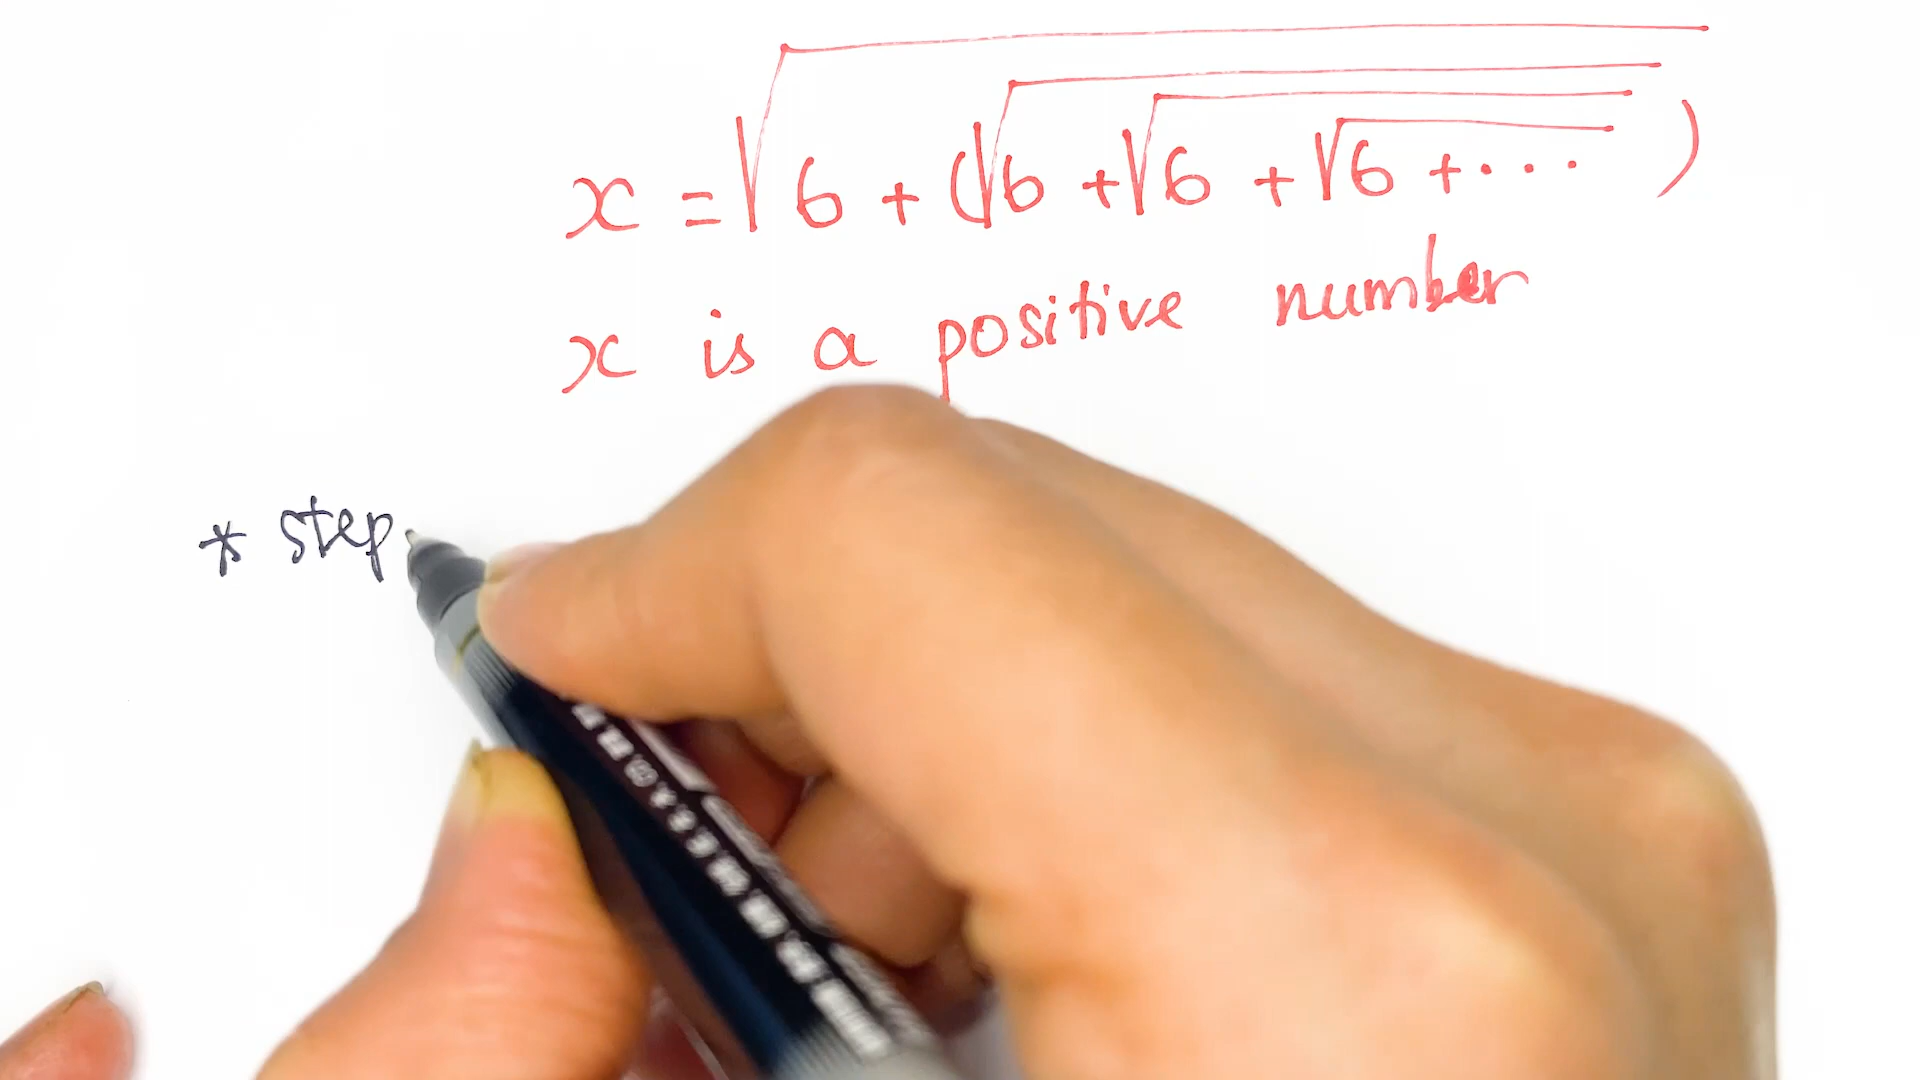 x = √6 + (√6 + √6 + √6 + ... )
x is a positive number
* step